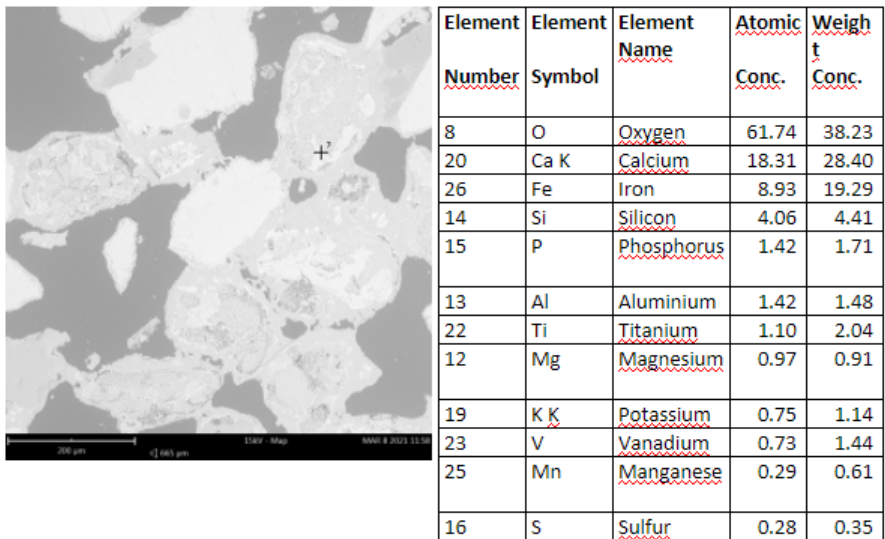 7
200 μm
665 μm
15kV - Map
MAR 8 2021 11:58
Element Number Element Symbol Element Name Atomic Conc. Weigh t Conc.
8 O Oxygen 61.74 38.23
20 Ca K Calcium 18.31 28.40
26 Fe Iron 8.93 19.29
14 Si Silicon 4.06 4.41
15 P Phosphorus 1.42 1.71
13 Al Aluminium 1.42 1.48
22 Ti Titanium 1.10 2.04
12 Mg Magnesium 0.97 0.91
19 K K Potassium 0.75 1.14
23 V Vanadium 0.73 1.44
25 Mn Manganese 0.29 0.61
16 S Sulfur 0.28 0.35